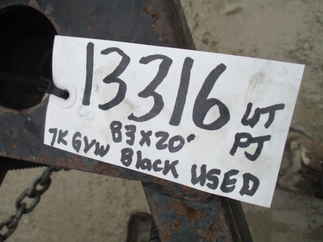 13316 UT
83x20' PJ
7K GVW Black USED